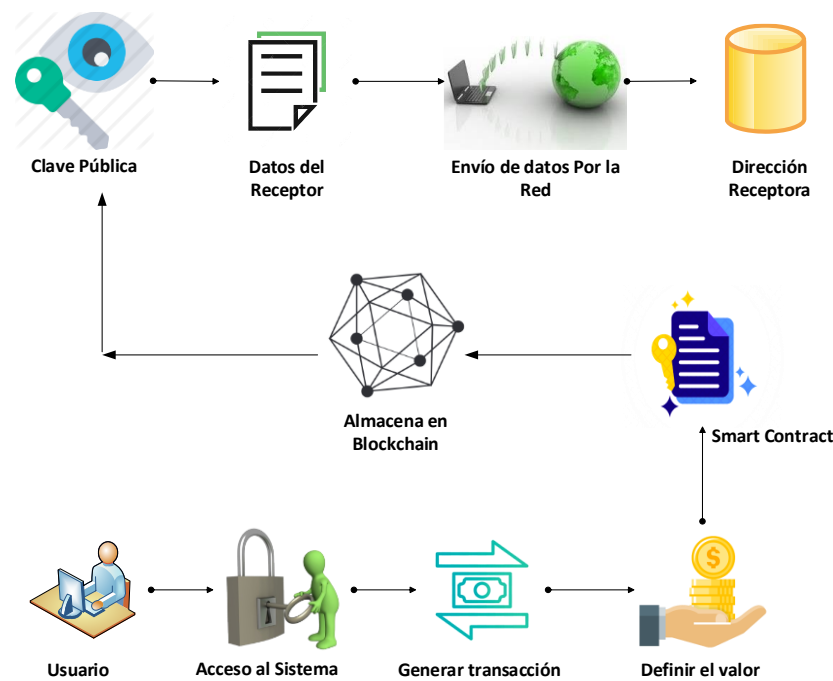 Clave Pública
Datos del
Receptor
Envío de datos Por la
Red
Dirección
Receptora
Almacena en
Blockchain
Smart Contract
Usuario
Acceso al Sistema
Generar transacción
Definir el valor